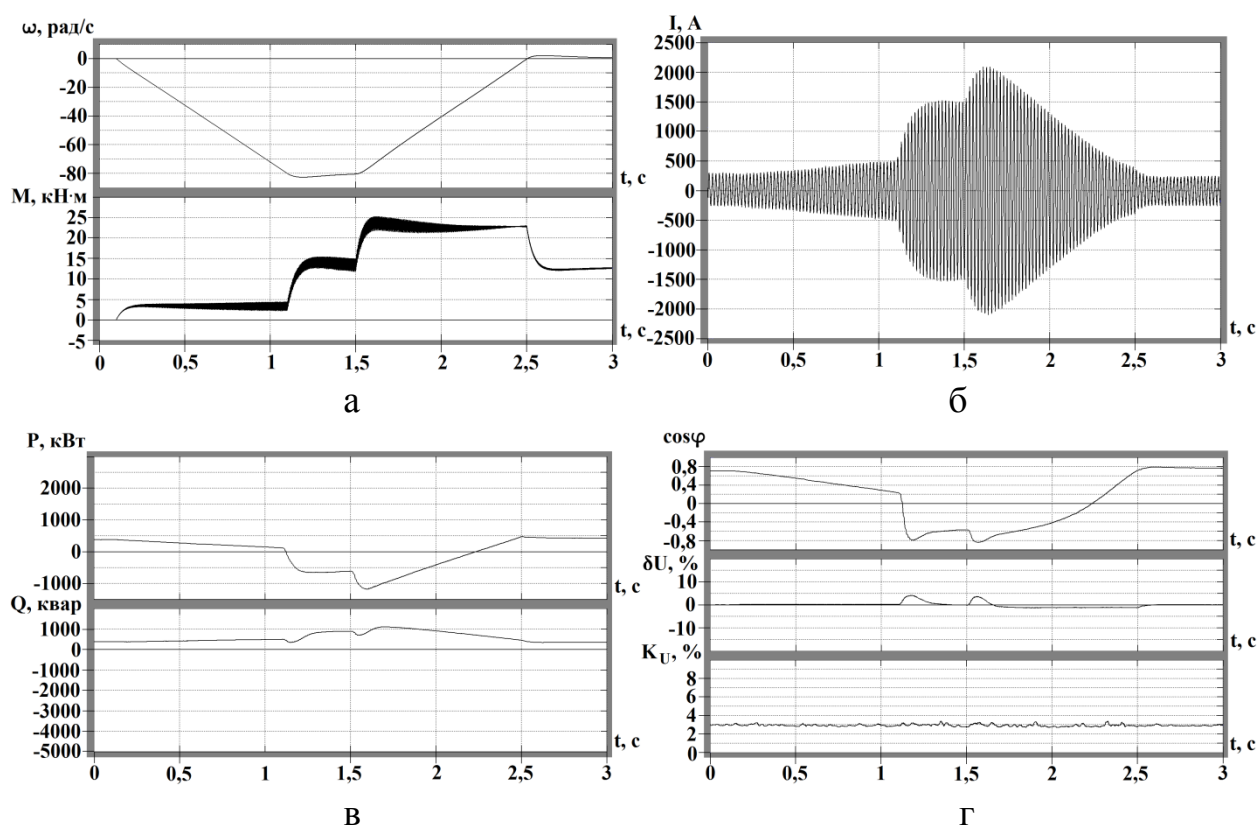 ω, рад/с
0
-20
-40
-60
-80
t, с
М, кН·м
25
20
15
10
5
0
-5
t, с
0 0,5 1 1,5 2 2,5 3
а
I, А
2500
2000
1500
1000
500
0
-500
-1000
-1500
-2000
-2500
t, с
0 0,5 1 1,5 2 2,5 3
б
P, кВт
2000
1000
0
-1000
t, с
Q, квар
1000
0
-1000
-2000
-3000
-4000
-5000
t, с
0 0,5 1 1,5 2 2,5 3
в
cosφ
0,8
0,4
0
-0,4
-0,8
t, с
δU, %
10
0
-10
t, с
KU, %
8
6
4
2
0
t, с
0 0,5 1 1,5 2 2,5 3
г